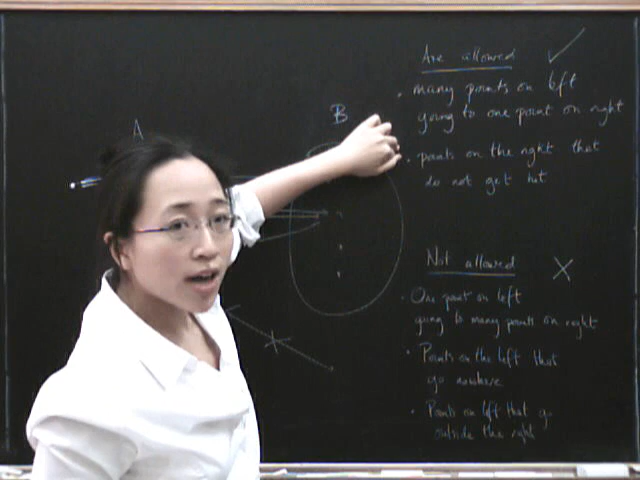 A
B
Are allowed
• many points on left
going to one point on right
• points on the right that
do not get hit
Not allowed
• One point on left
going to many points on right
• Points on the left that
go nowhere
• Points on left that go
outside the right